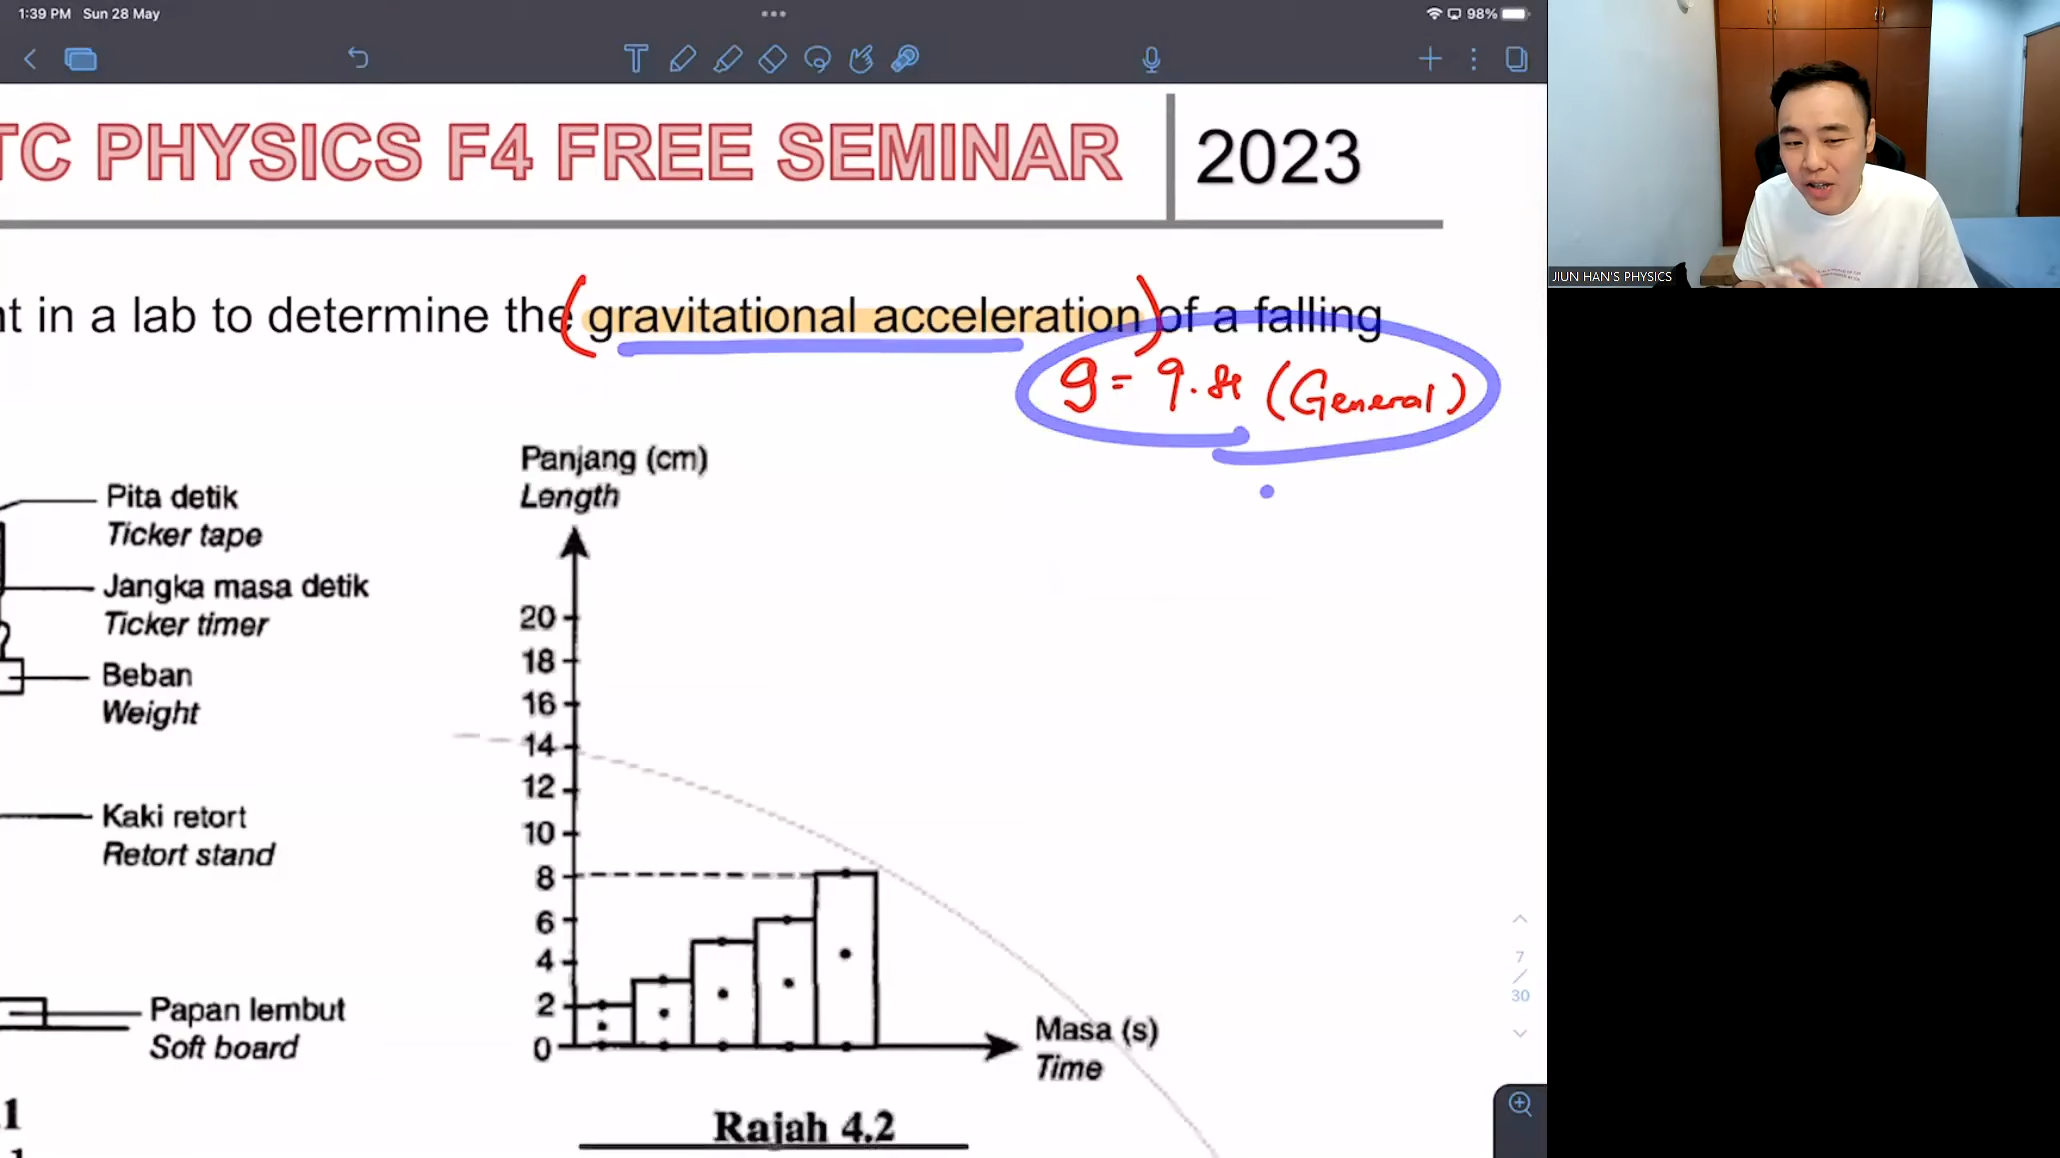 1:39 PM Sun 28 May
98%
TC PHYSICS F4 FREE SEMINAR
2023
JIUN HAN'S PHYSICS
nt in a lab to determine the (gravitational acceleration) of a falling
g = 9.81 (General)
Panjang (cm)
Length
Pita detik
Ticker tape
Jangka masa detik
Ticker timer
Beban
Weight
Kaki retort
Retort stand
Papan lembut
Soft board
20
18
16
14
12
10
8
6
4
2
0
Masa (s)
Time
Rajah 4.2
7
/
30
.1